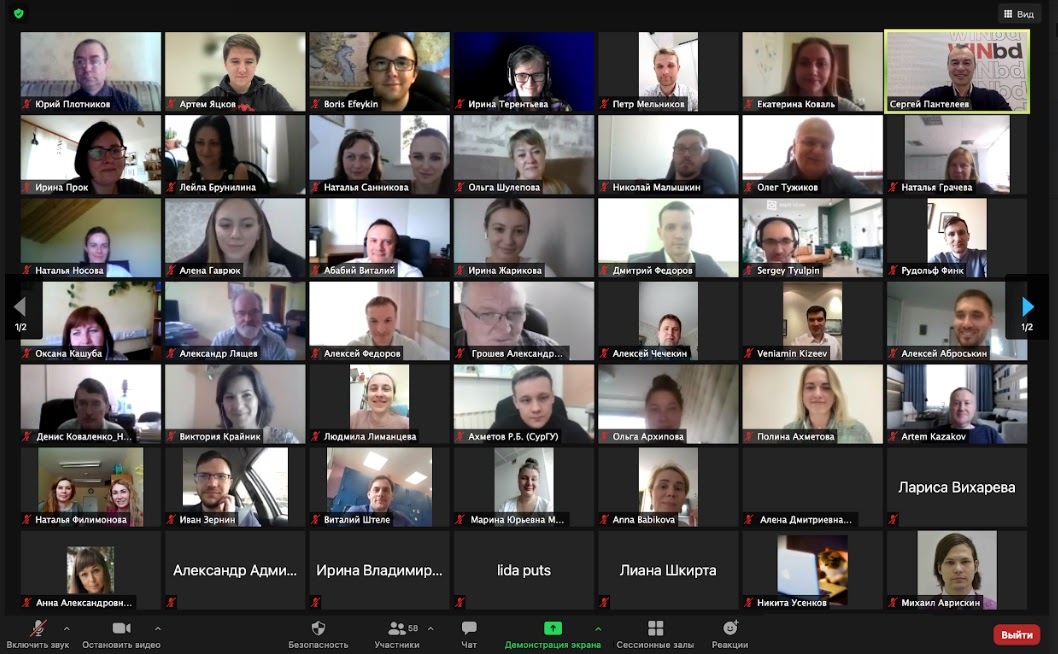 Вид
Юрий Плотников
Артем Яцков
Boris Efeykin
Ирина Терентьева
Петр Мельников
Екатерина Коваль
WINbd
Сергей Пантелеев
Ирина Прок
Лейла Брунилина
Наталья Санникова
Ольга Шулепова
Николай Малышкин
Олег Тужиков
Наталья Грачева
Наталья Носова
Алена Гаврюк
Абабий Виталий
Ирина Жарикова
Дмитрий Федоров
Sergey Tyulpin
Рудольф Финк
1/2
1/2
Оксана Кашуба
Александр Лящев
Алексей Федоров
Грошев Александр...
Алексей Чечекин
Veniamin Kizeev
Алексей Аброськин
Денис Коваленко_Н...
Виктория Крайник
Людмила Лиманцева
Ахметов Р.Б. (СурГУ)
Ольга Архипова
Полина Ахметова
Artem Kazakov
Наталья Филимонова
Иван Зернин
Виталий Штеле
Марина Юрьевна М...
Anna Babikova
Алена Дмитриевна...
Лариса Вихарева
Анна Александровн...
Александр Адми...
Ирина Владимир...
lida puts
Лиана Шкирта
Никита Усенков
Михаил Аврискин
Включить звук
Остановить видео
Безопасность
58
Участники
Чат
Демонстрация экрана
Сессионные залы
Реакции
Выйти